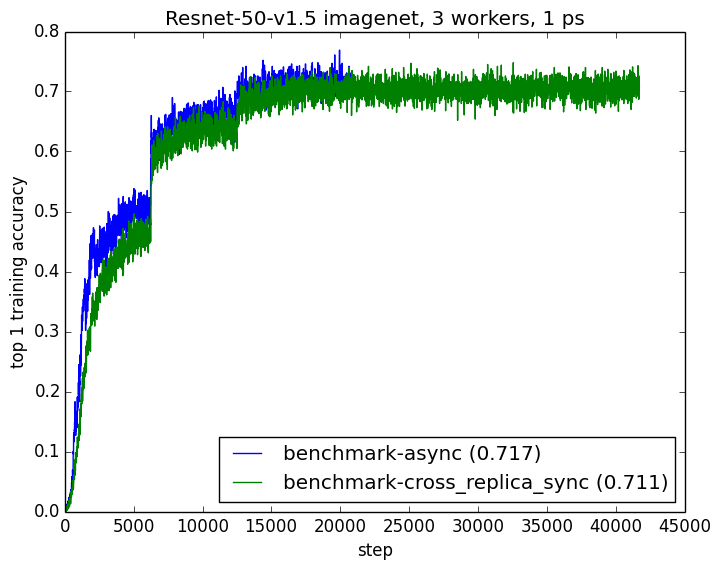 Resnet-50-v1.5 imagenet, 3 workers, 1 ps
0.8
0.7
0.6
0.5
0.4
0.3
0.2
0.1
0.0
top 1 training accuracy
benchmark-async (0.717)
benchmark-cross_replica_sync (0.711)
0 5000 10000 15000 20000 25000 30000 35000 40000 45000
step